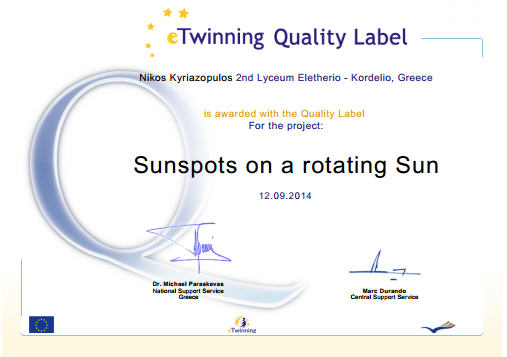 eTwinning Quality Label
Nikos Kyriazopulos 2nd Lyceum Eletherio - Kordelio, Greece
is awarded with the Quality Label
For the project:
Sunspots on a rotating Sun
12.09.2014
Dr. Michael Paraskevas
National Support Service
Greece
Marc Durando
Central Support Service
eTwinning